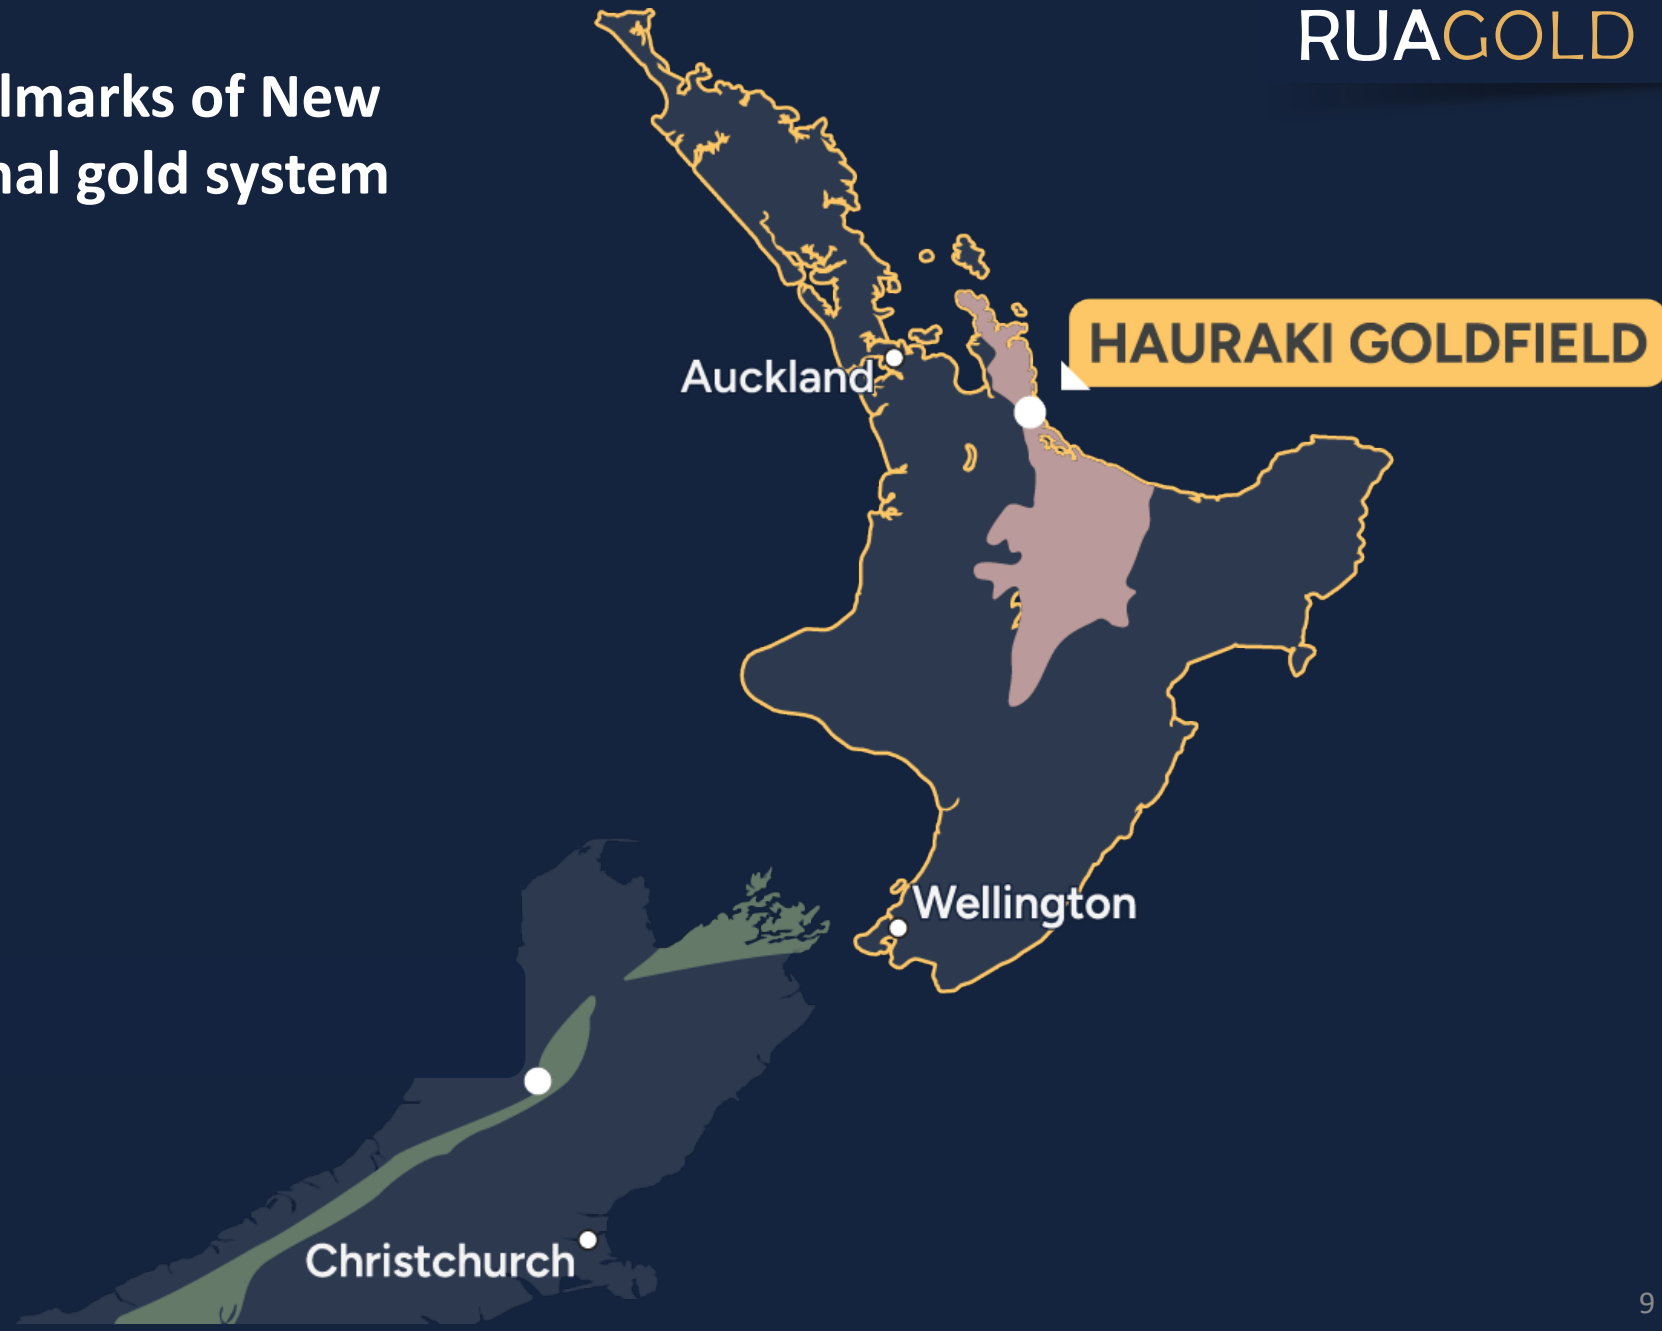 RUAGOLD
lmarks of New
nal gold system
HAURAKI GOLDFIELD
Auckland
Wellington
Christchurch
9